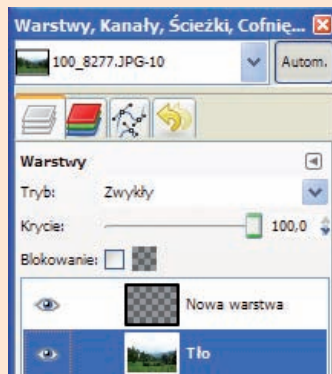 Warstwy, Kanały, Ścieżki, Cofnię...
100_8277.JPG-10 Autom.
Warstwy
Tryb: Zwykły
Krycie: 100,0
Blokowanie:
Nowa warstwa
Tło